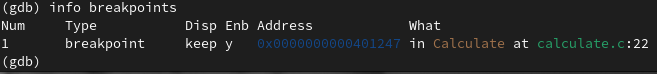 (gdb) info breakpoints
Num     Type           Disp Enb Address            What
1       breakpoint     keep y   0x0000000000401247 in Calculate at calculate.c:22
(gdb)